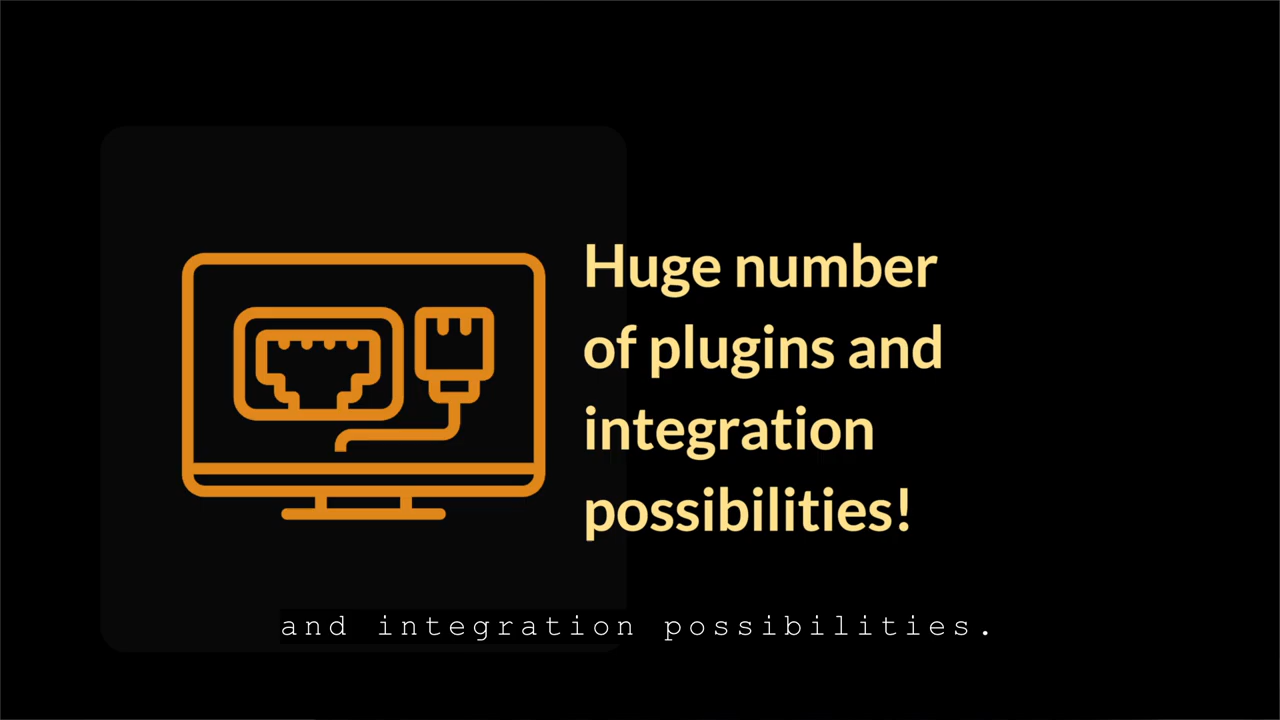 Huge number
of plugins and
integration
possibilities!
and integration possibilities.